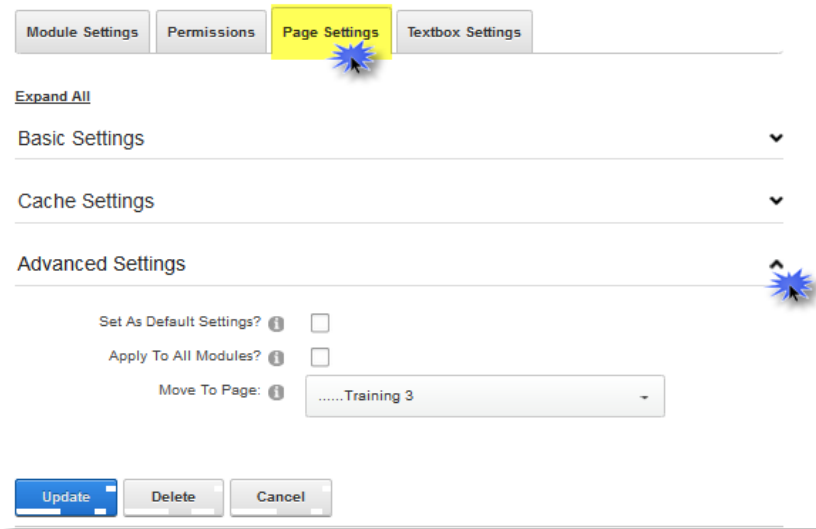 Module Settings Permissions Page Settings Textbox Settings
Expand All
Basic Settings
Cache Settings
Advanced Settings
Set As Default Settings?
Apply To All Modules?
Move To Page: ......Training 3
Update Delete Cancel